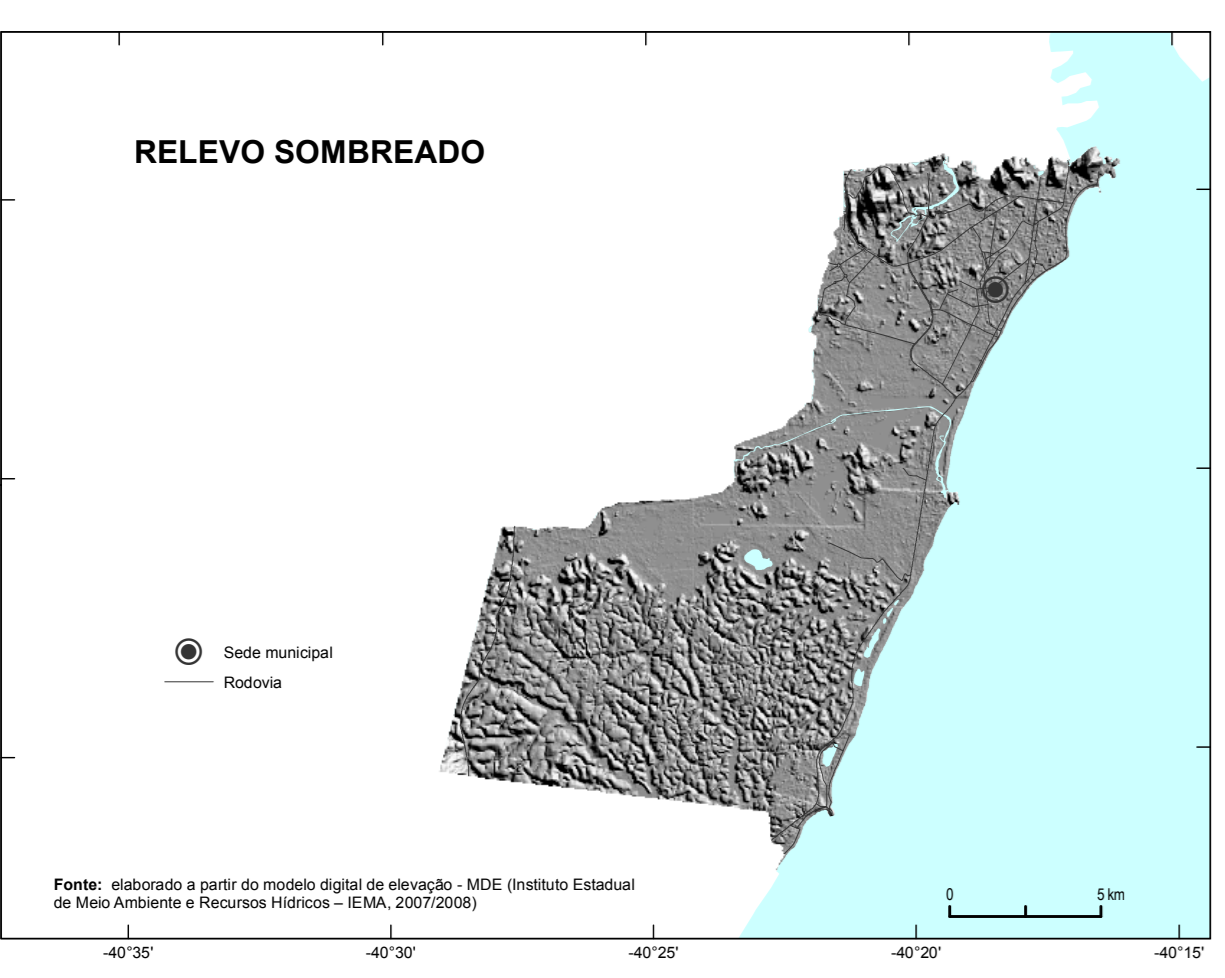 RELEVO SOMBREADO
Sede municipal
Rodovia
Fonte: elaborado a partir do modelo digital de elevação - MDE (Instituto Estadual
de Meio Ambiente e Recursos Hídricos – IEMA, 2007/2008)
0 5 km
-40°35' -40°30' -40°25' -40°20' -40°15'